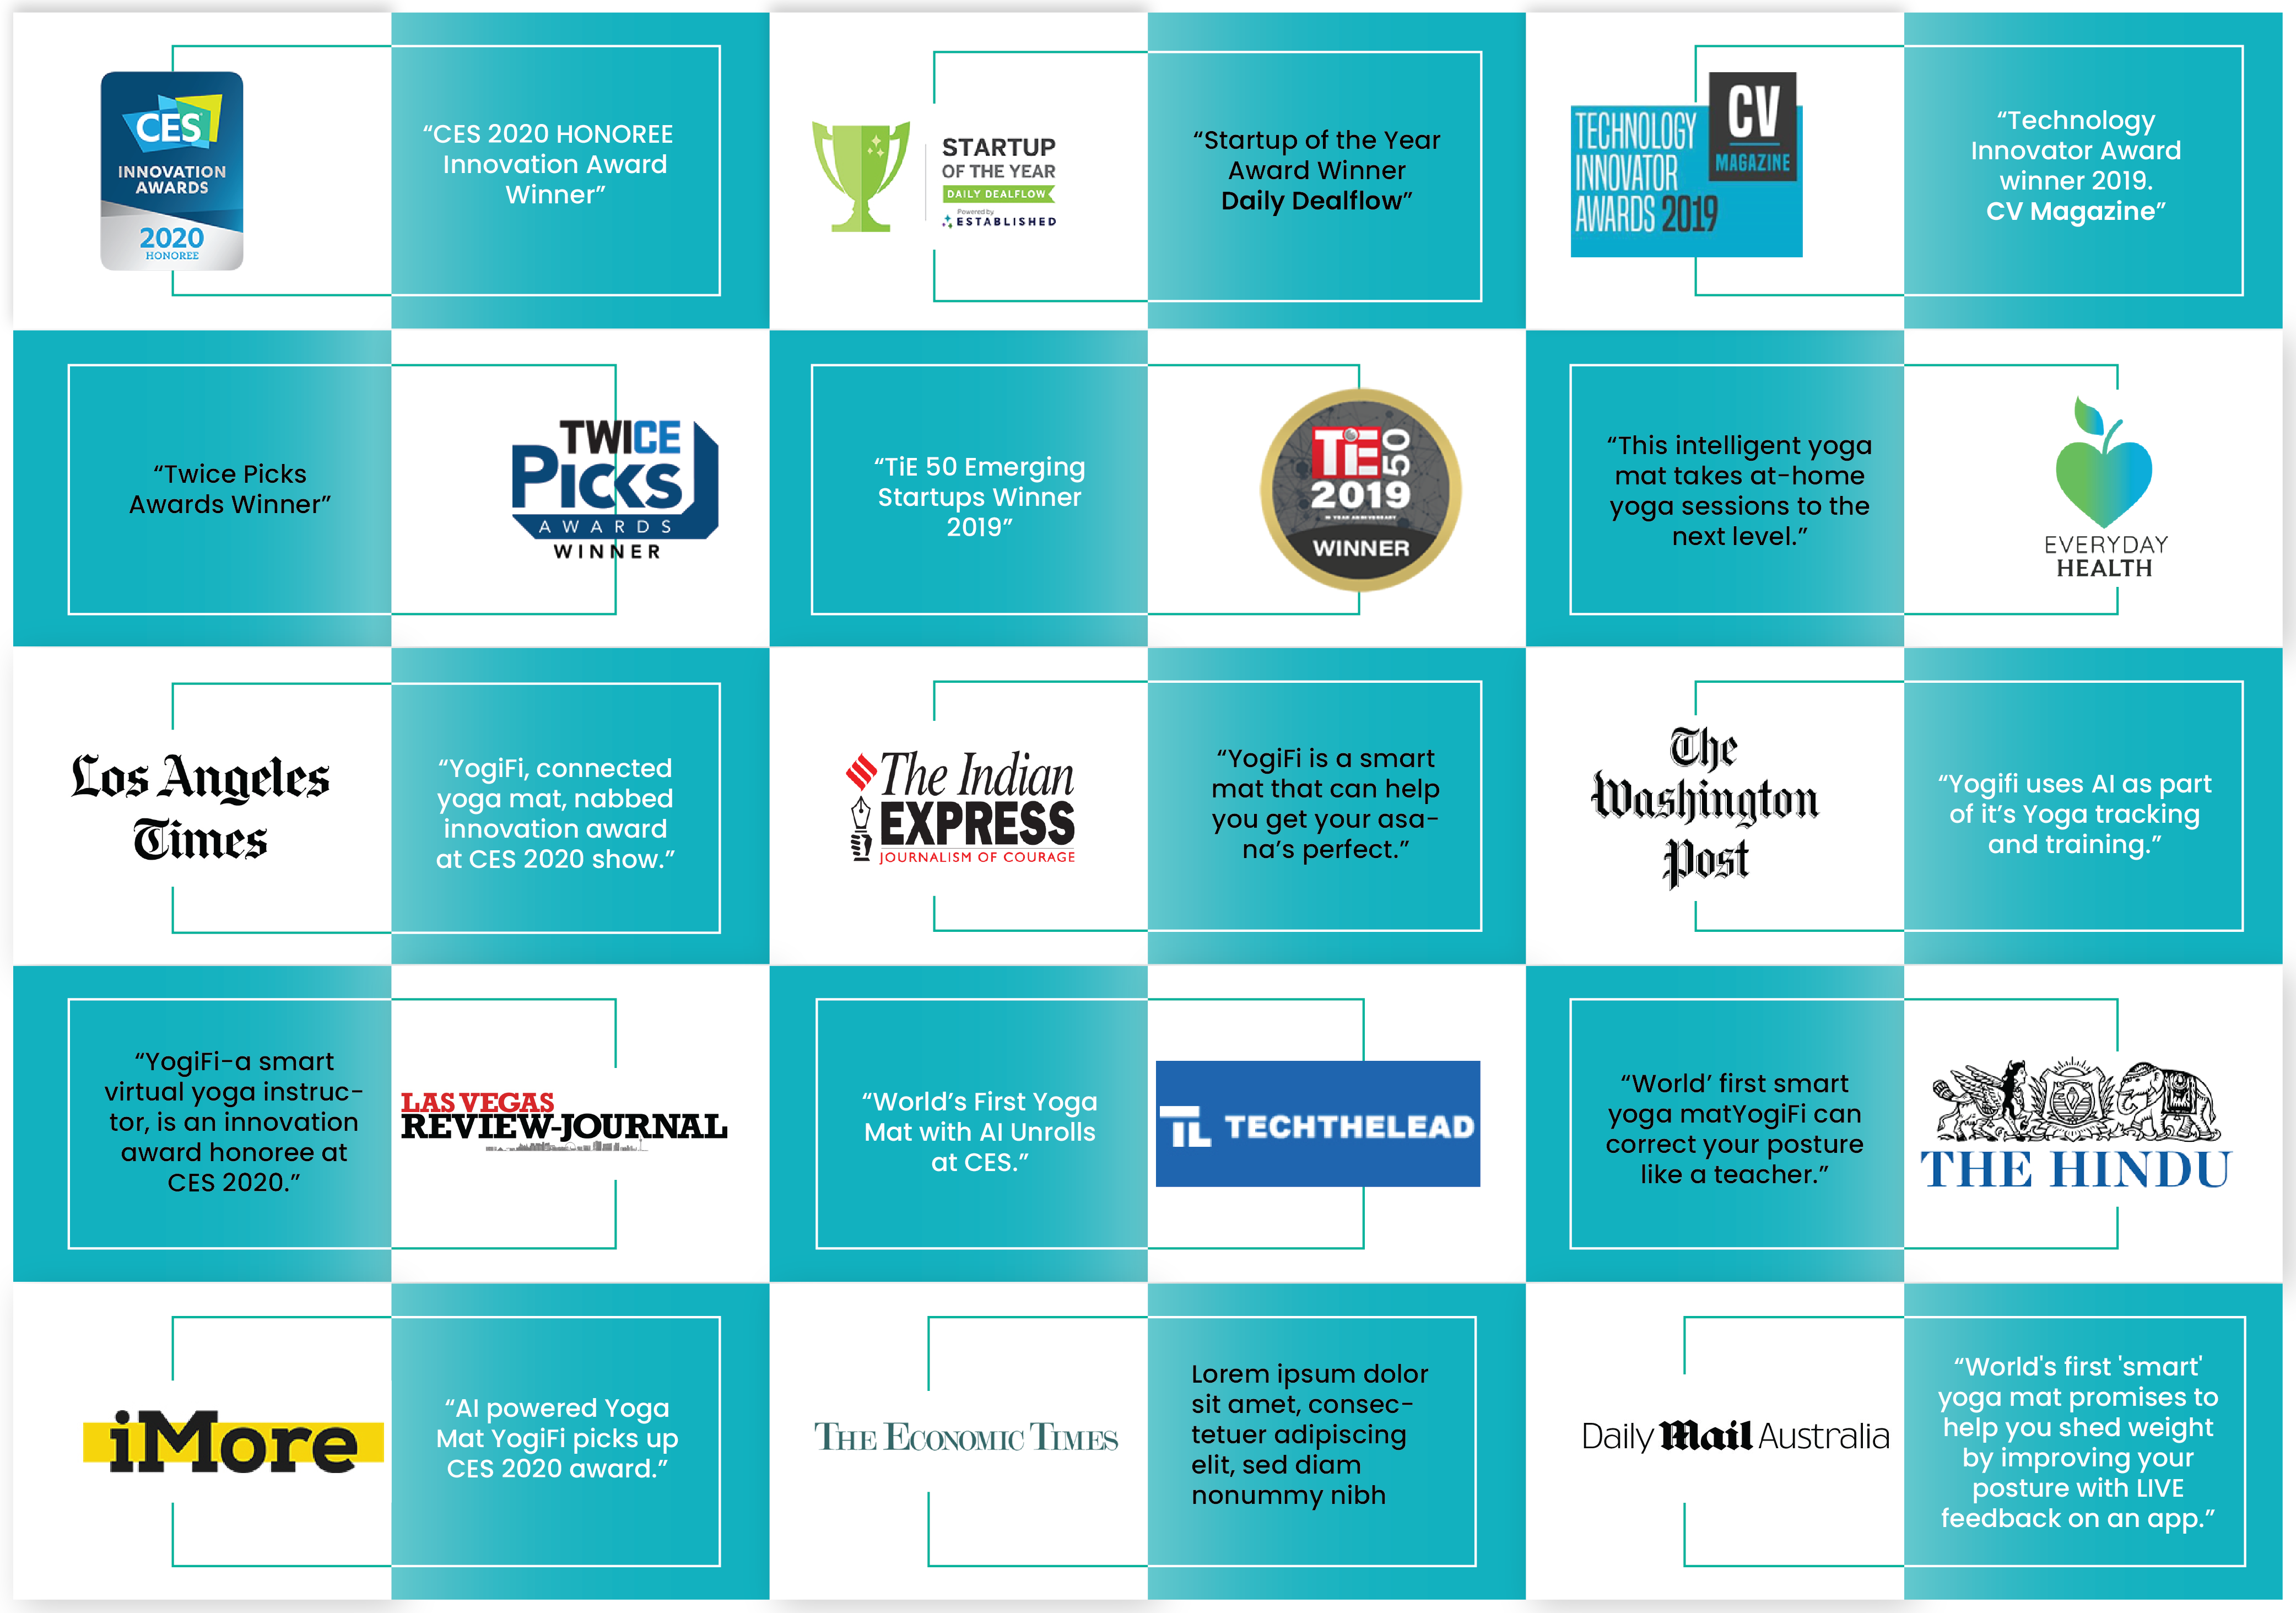 CES
INNOVATION
AWARDS
2020
HONOREE
“CES 2020 HONOREE
Innovation Award
Winner”
STARTUP
OF THE YEAR
DAILY DEALFLOW
Powered by
ESTABLISHED
“Startup of the Year
Award Winner
Daily Dealflow”
TECHNOLOGY
INNOVATOR
AWARDS 2019
CV
MAGAZINE
“Technology
Innovator Award
winner 2019.
CV Magazine”
“Twice Picks
Awards Winner”
TWICE
PICKS
AWARDS
WINNER
“TiE 50 Emerging
Startups Winner
2019”
TiE50
2019
WINNER
“This intelligent yoga
mat takes at-home
yoga sessions to the
next level.”
EVERYDAY
HEALTH
Los Angeles
Times
“YogiFi, connected
yoga mat, nabbed
innovation award
at CES 2020 show.”
The Indian
EXPRESS
JOURNALISM OF COURAGE
“YogiFi is a smart
mat that can help
you get your asa-
na’s perfect.”
The
Washington
Post
“Yogifi uses AI as part
of it’s Yoga tracking
and training.”
“YogiFi-a smart
virtual yoga instruc-
tor, is an innovation
award honoree at
CES 2020.”
LAS VEGAS
REVIEW-JOURNAL
“World’s First Yoga
Mat with AI Unrolls
at CES.”
TL TECHTHELEAD
“World’ first smart
yoga matYogiFi can
correct your posture
like a teacher.”
THE HINDU
iMore
“AI powered Yoga
Mat YogiFi picks up
CES 2020 award.”
THE ECONOMIC TIMES
Lorem ipsum dolor
sit amet, consec-
tetuer adipiscing
elit, sed diam
nonummy nibh
Daily Mail Australia
“World's first 'smart'
yoga mat promises to
help you shed weight
by improving your
posture with LIVE
feedback on an app.”